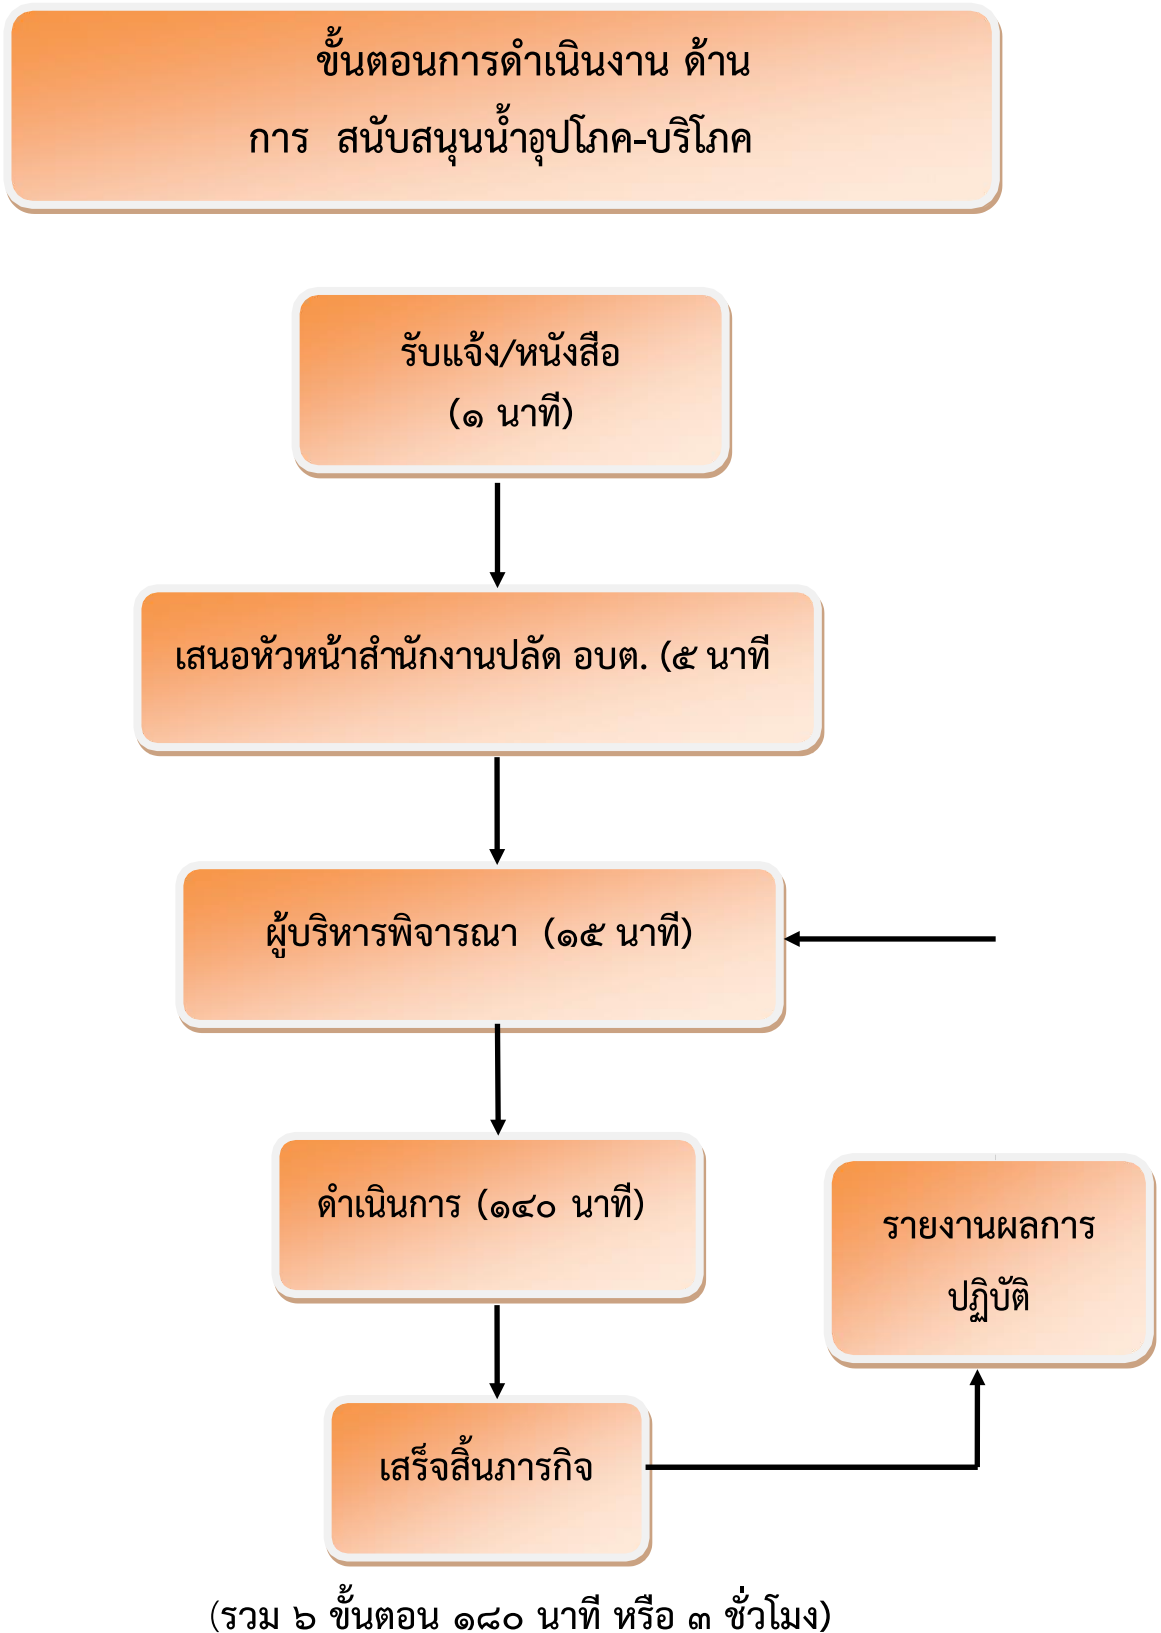 ขั้นตอนการดำเนินงาน ด้าน
การ สนับสนุนน้ำอุปโภค-บริโภค
รับแจ้ง/หนังสือ
(๑ นาที)
เสนอหัวหน้าสำนักงานปลัด อบต. (๕ นาที
ผู้บริหารพิจารณา (๑๕ นาที)
ดำเนินการ (๑๔๐ นาที)
รายงานผลการ
ปฏิบัติ
เสร็จสิ้นภารกิจ
(รวม ๖ ขั้นตอน ๑๘๐ นาที หรือ ๓ ชั่วโมง)